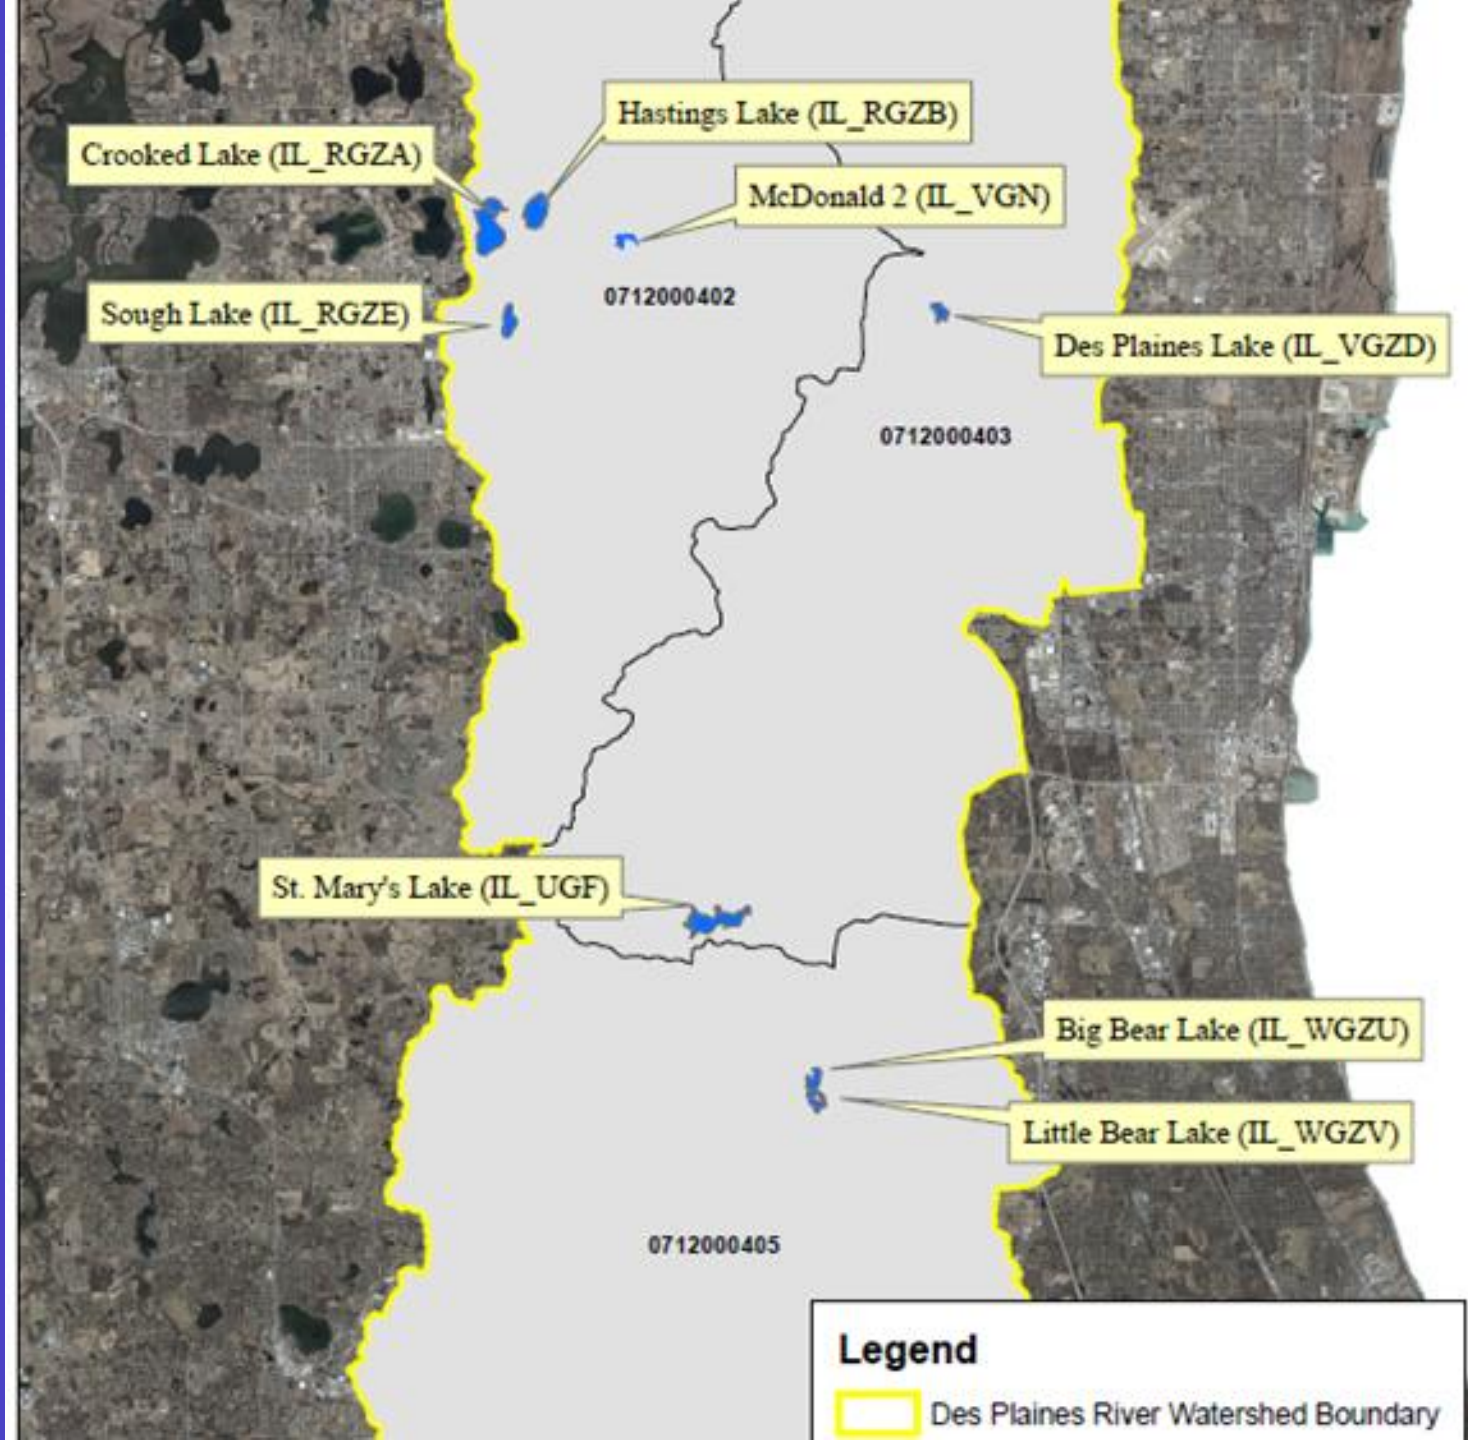 Hastings Lake (IL_RGZB)
Crooked Lake (IL_RGZA)
McDonald 2 (IL_VGN)
0712000402
Sough Lake (IL_RGZE)
Des Plaines Lake (IL_VGZD)
0712000403
St. Mary's Lake (IL_UGF)
Big Bear Lake (IL_WGZU)
Little Bear Lake (IL_WGZV)
0712000405
Legend
Des Plaines River Watershed Boundary